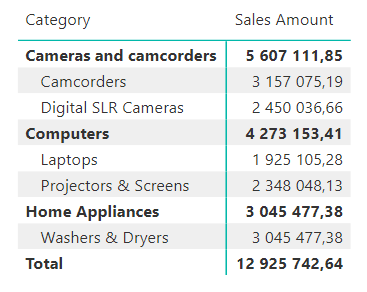 Category Sales Amount
Cameras and camcorders 5 607 111,85
Camcorders 3 157 075,19
Digital SLR Cameras 2 450 036,66
Computers 4 273 153,41
Laptops 1 925 105,28
Projectors & Screens 2 348 048,13
Home Appliances 3 045 477,38
Washers & Dryers 3 045 477,38
Total 12 925 742,64